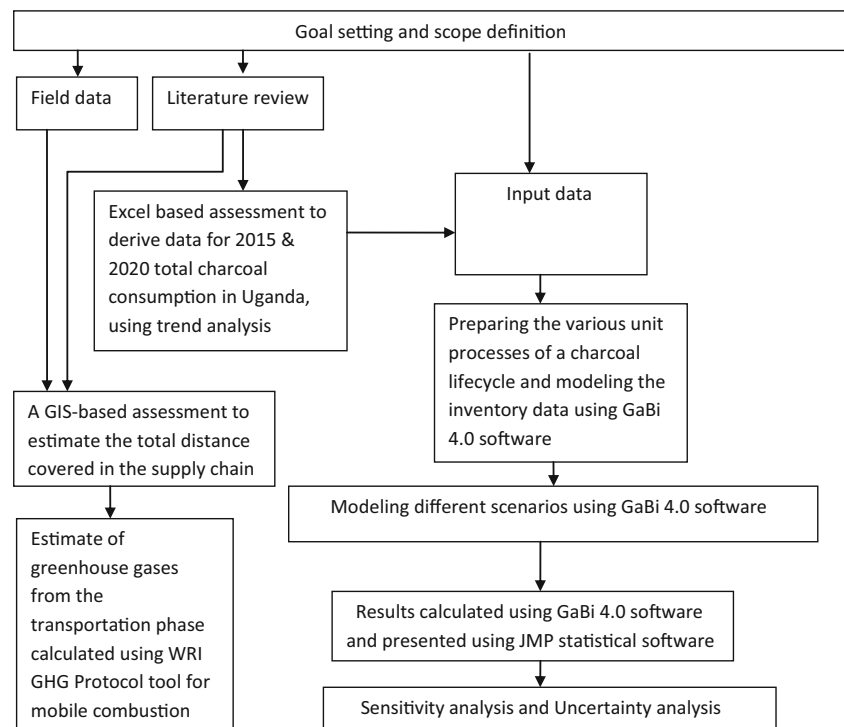 Goal setting and scope definition
Field data
Literature review
Excel based assessment to
derive data for 2015 &
2020 total charcoal
consumption in Uganda,
using trend analysis
Input data
Preparing the various unit
processes of a charcoal
lifecycle and modeling the
inventory data using GaBi
4.0 software
A GIS-based assessment to
estimate the total distance
covered in the supply chain
Modeling different scenarios using GaBi 4.0 software
Estimate of
greenhouse gases
from the
transportation phase
calculated using WRI
GHG Protocol tool for
mobile combustion
Results calculated using GaBi 4.0 software
and presented using JMP statistical software
Sensitivity analysis and Uncertainty analysis